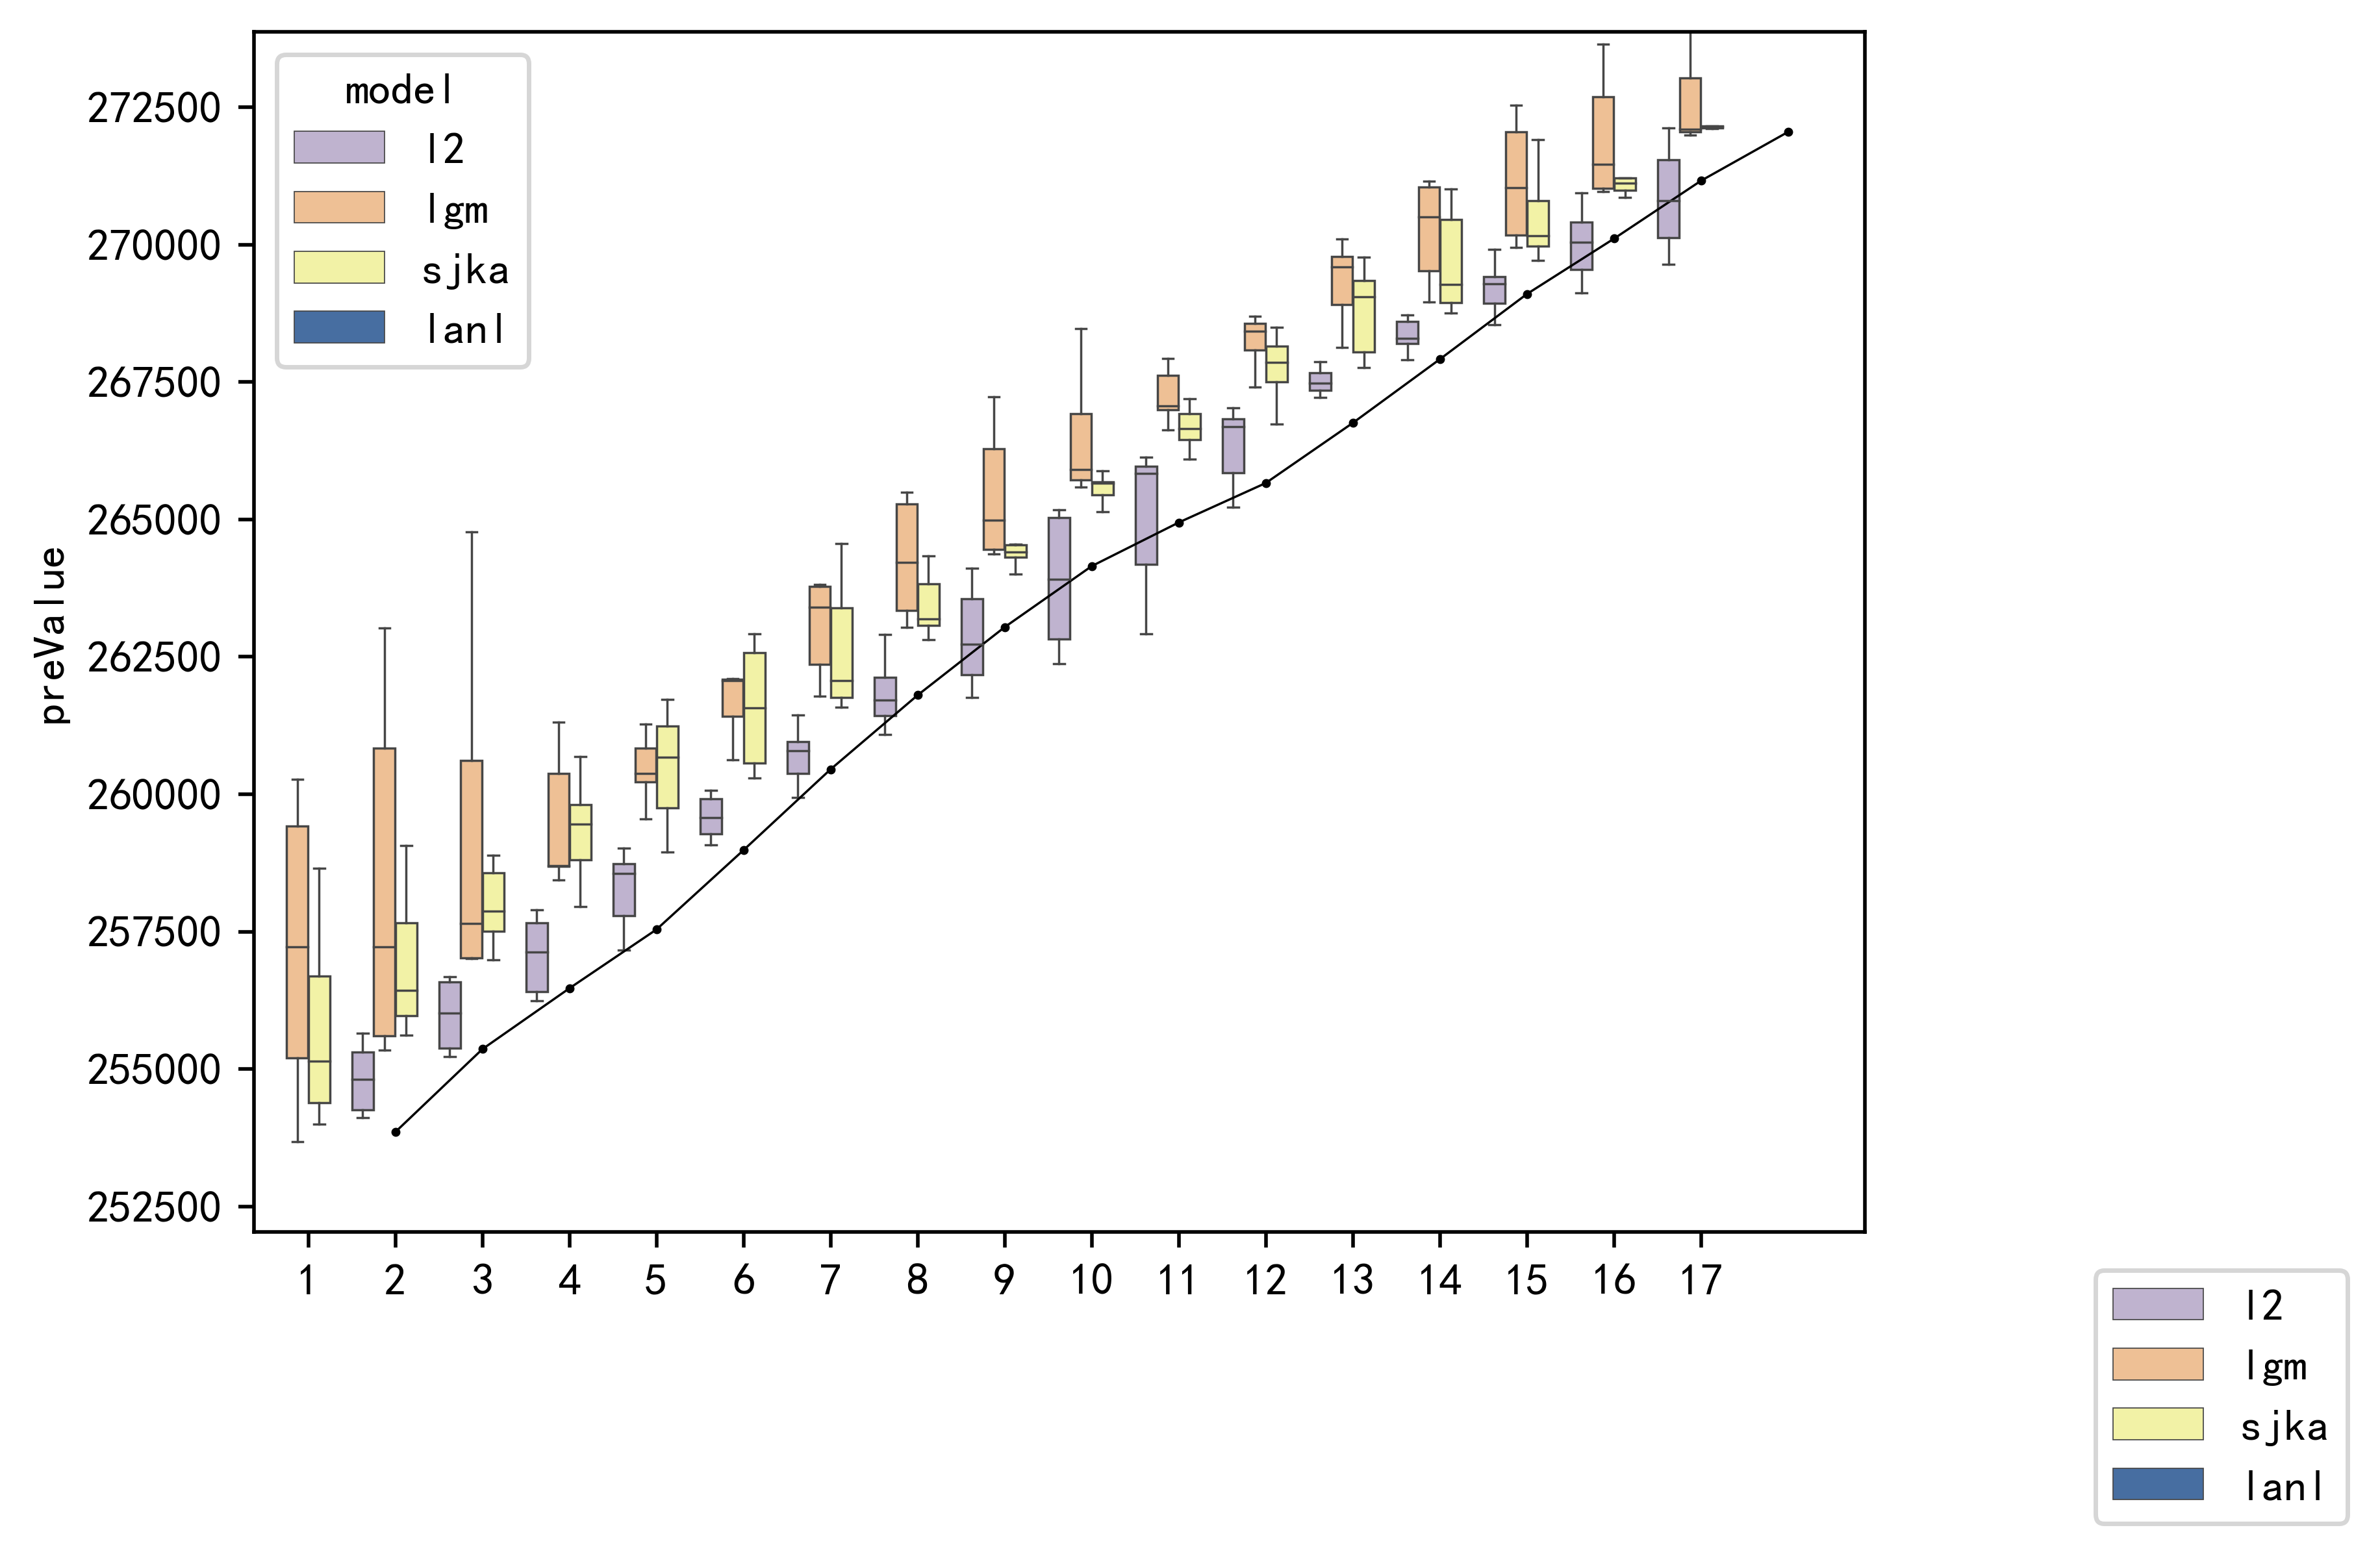 model
l2
lgm
sjka
lanl
preValue
272500
270000
267500
265000
262500
260000
257500
255000
252500
1 2 3 4 5 6 7 8 9 10 11 12 13 14 15 16 17
l2
lgm
sjka
lanl